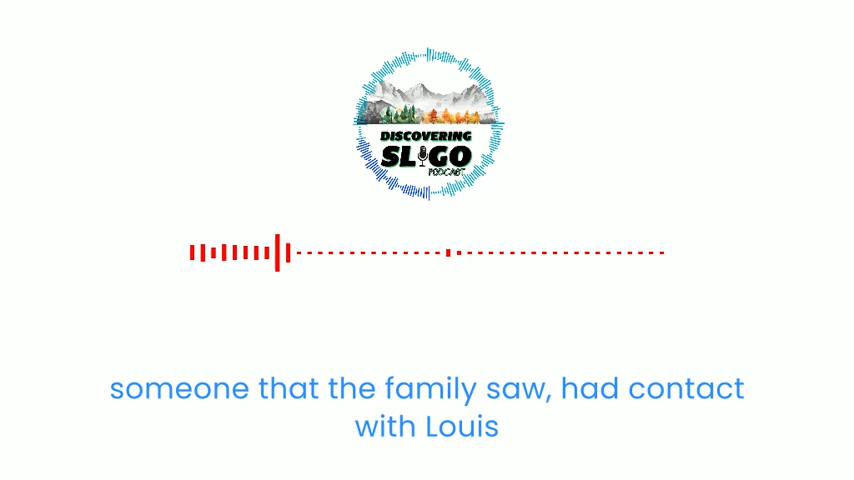 DISCOVERING
SLIGO
PODCAST
someone that the family saw, had contact
with Louis